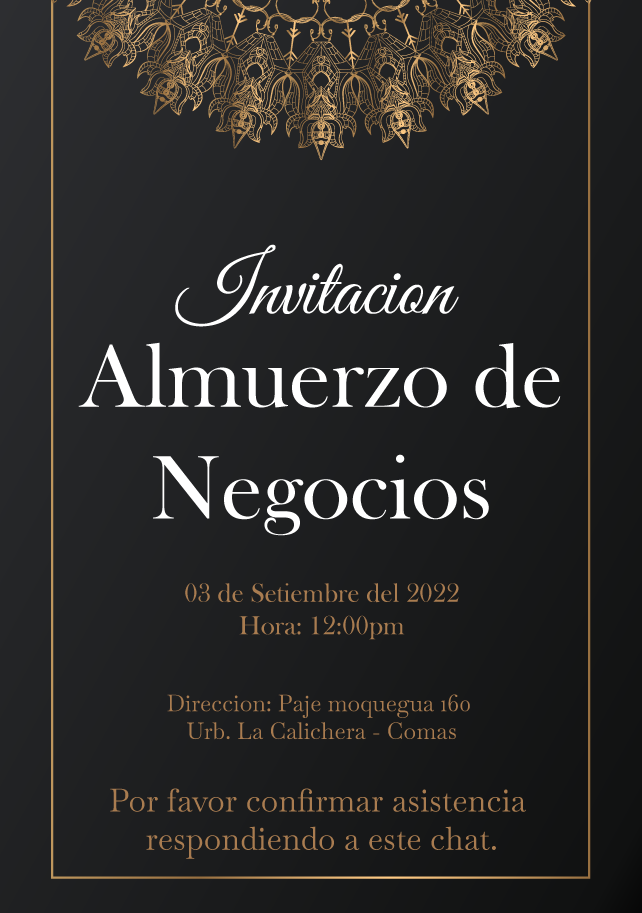 Invitacion
Almuerzo de
Negocios
03 de Setiembre del 2022
Hora: 12:00pm
Direccion: Paje moquegua 160
Urb. La Calichera - Comas
Por favor confirmar asistencia
respondiendo a este chat.